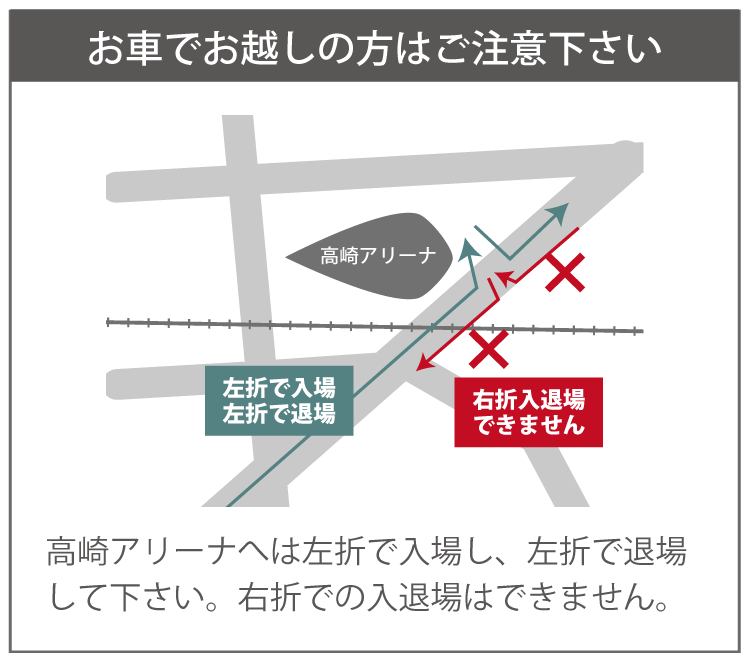 お車でお越しの方はご注意下さい
高崎アリーナ
左折で入場
左折で退場
右折入退場
できません
高崎アリーナへは左折で入場し、左折で退場
して下さい。右折での入退場はできません。